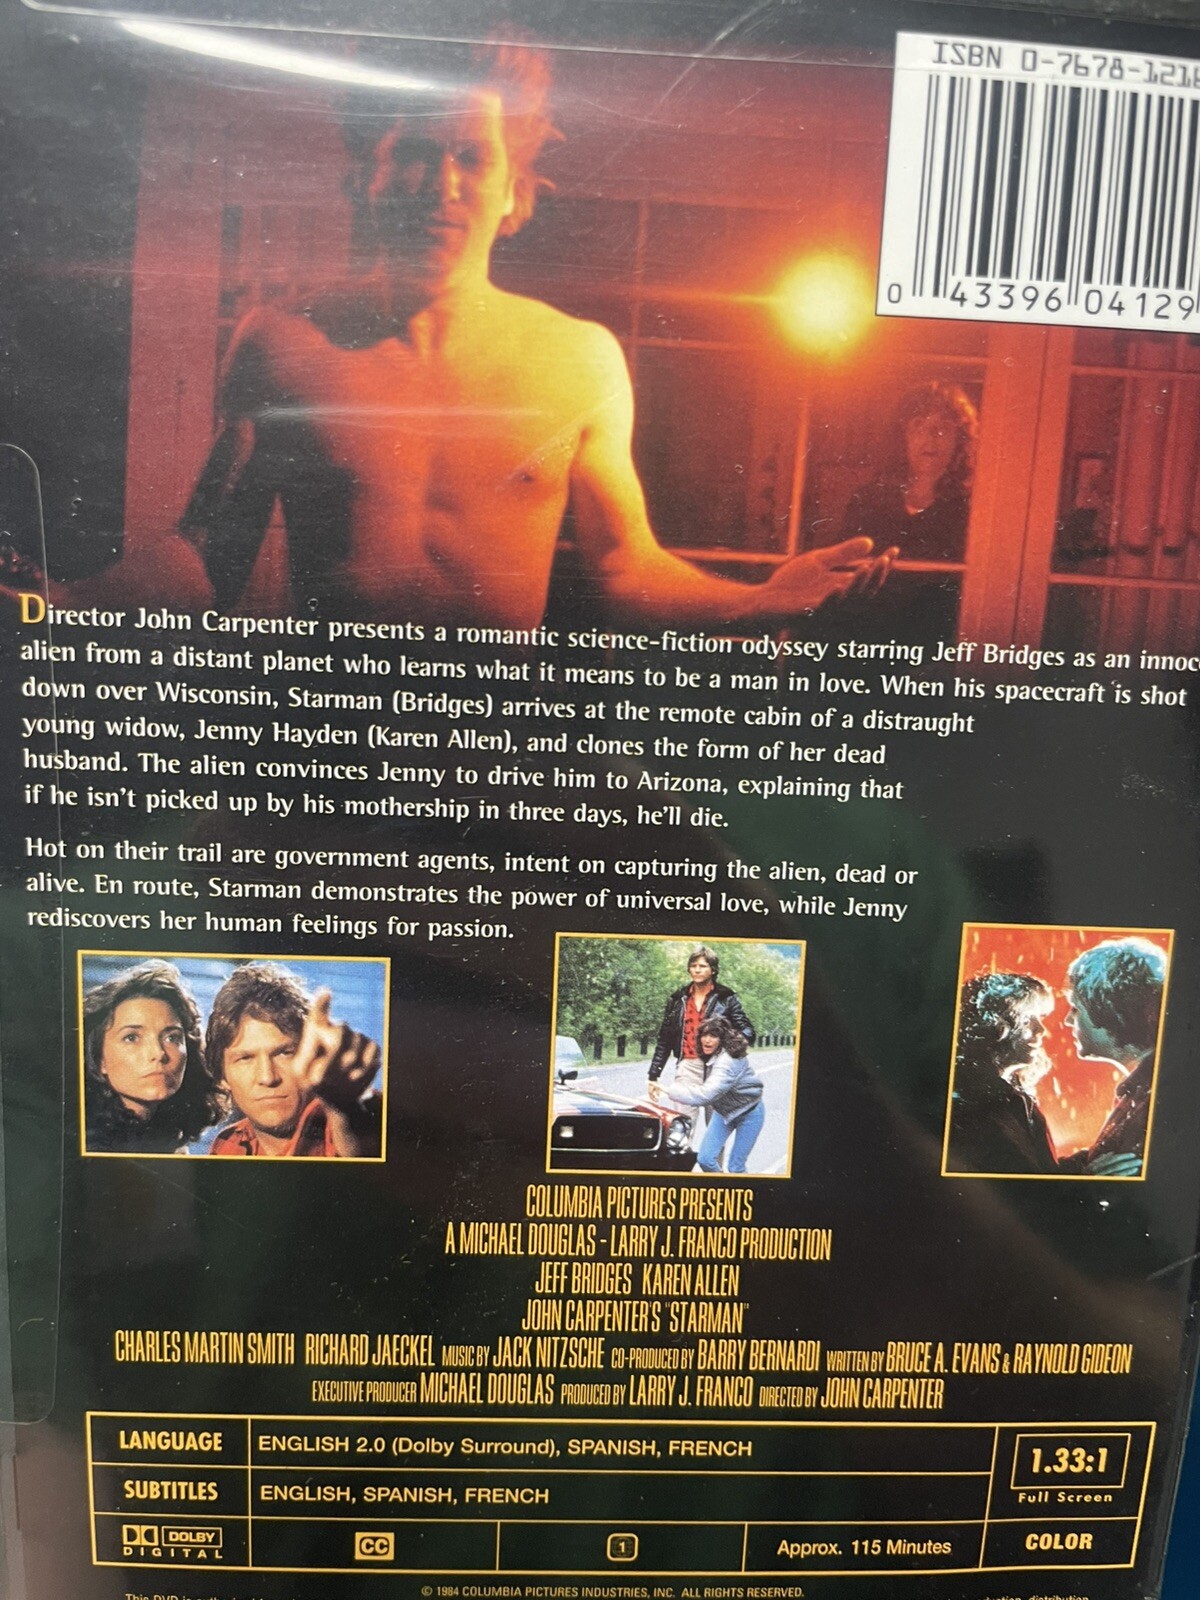 ISBN 0-7678-121
0 43396 04129
Director John Carpenter presents a romantic science-fiction odyssey starring Jeff Bridges as an innoc
alien from a distant planet who learns what it means to be a man in love. When his spacecraft is shot
down over Wisconsin, Starman (Bridges) arrives at the remote cabin of a distraught
young widow, Jenny Hayden (Karen Allen), and clones the form of her dead
husband. The alien convinces Jenny to drive him to Arizona, explaining that
if he isn't picked up by his mothership in three days, he'll die.
Hot on their trail are government agents, intent on capturing the alien, dead or
alive. En route, Starman demonstrates the power of universal love, while Jenny
rediscovers her human feelings for passion.
COLUMBIA PICTURES PRESENTS
A MICHAEL DOUGLAS - LARRY J. FRANCO PRODUCTION
JEFF BRIDGES KAREN ALLEN
JOHN CARPENTER'S "STARMAN"
CHARLES MARTIN SMITH RICHARD JAECKEL MUSIC BY JACK NITZSCHE CO-PRODUCED BY BARRY BERNARDI WRITTEN BY BRUCE A. EVANS & RAYNOLD GIDEON
EXECUTIVE PRODUCER MICHAEL DOUGLAS PRODUCED BY LARRY J. FRANCO DIRECTED BY JOHN CARPENTER
LANGUAGE ENGLISH 2.0 (Dolby Surround), SPANISH, FRENCH
1.33:1
Full Screen
SUBTITLES ENGLISH, SPANISH, FRENCH
DOLBY
DIGITAL
CC
1
Approx. 115 Minutes
COLOR
© 1984 COLUMBIA PICTURES INDUSTRIES, INC. ALL RIGHTS RESERVED.
This DVD is distribution